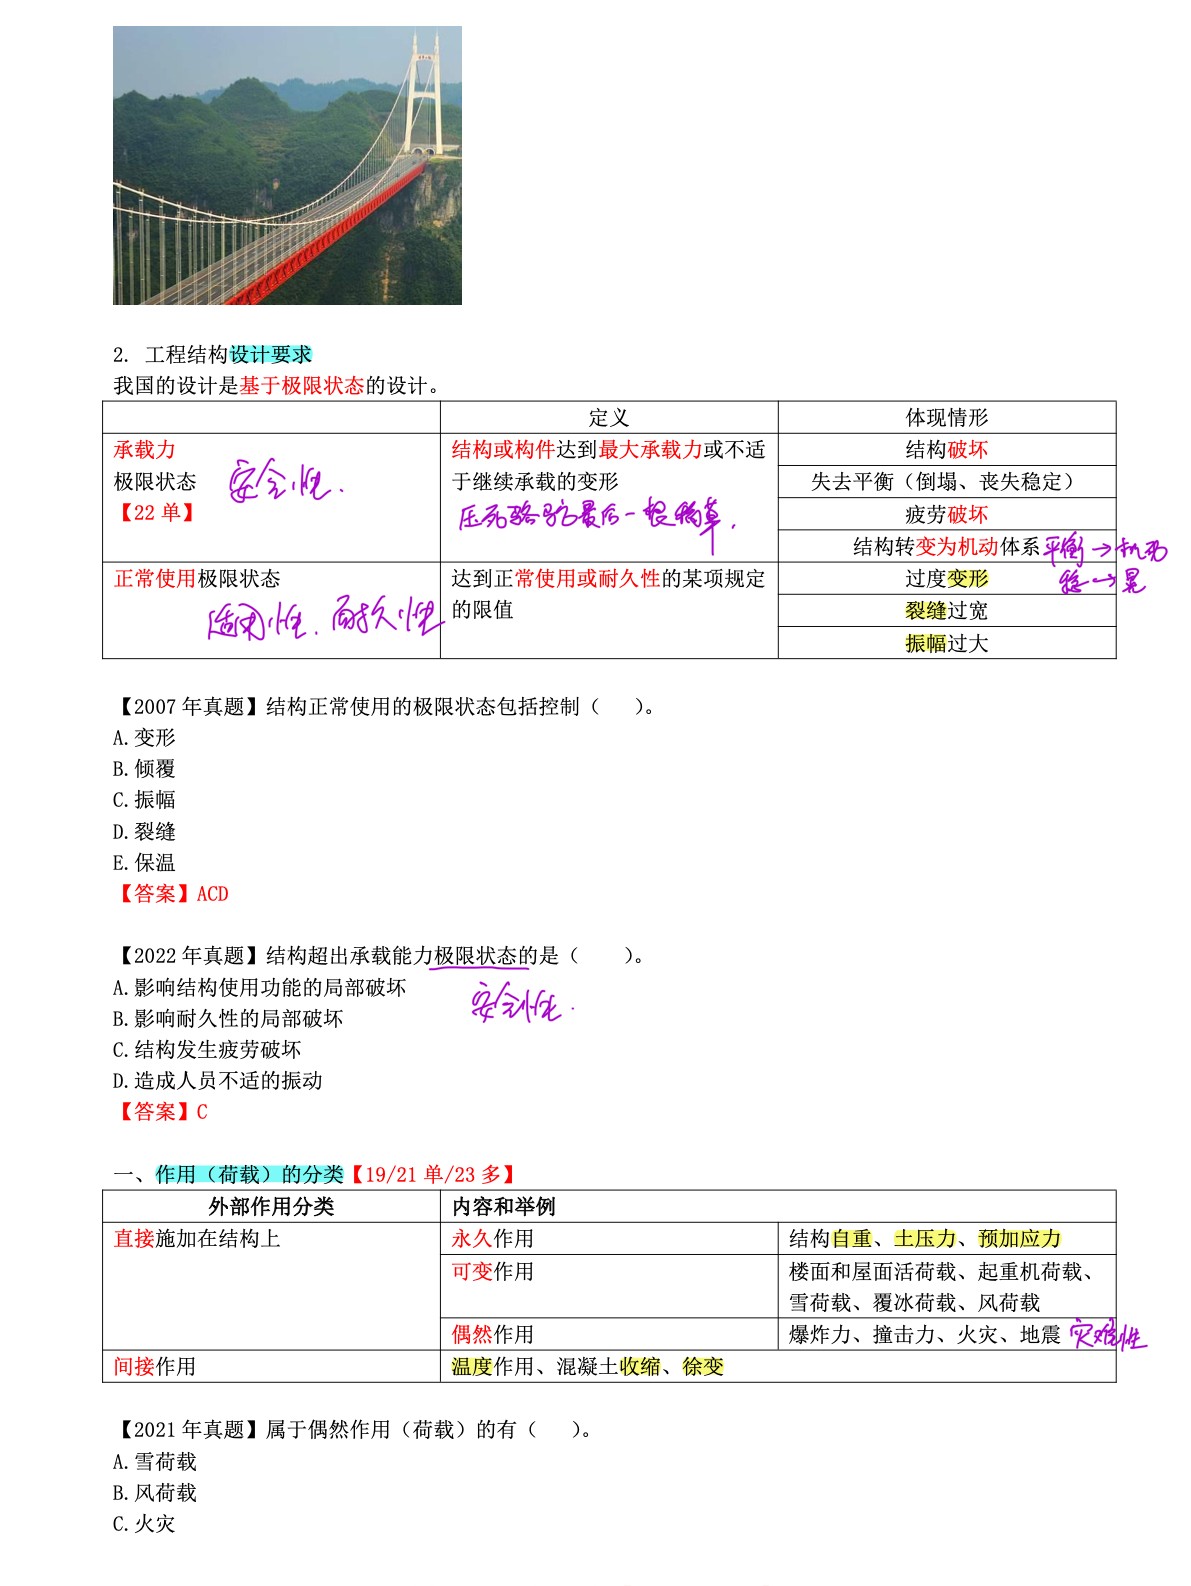 2. 工程结构设计要求
我国的设计是基于极限状态的设计。
定义 体现情形
承载力
极限状态
【22 单】
安全性.
结构或构件达到最大承载力或不适
于继续承载的变形
压死骆驼最后一根稻草.
结构破坏
失去平衡（倒塌、丧失稳定）
疲劳破坏
结构转变为机动体系
平衡→机动
稳→晃
正常使用极限状态
适用性. 耐久性
达到正常使用或耐久性的某项规定
的限值
过度变形
裂缝过宽
振幅过大
【2007 年真题】结构正常使用的极限状态包括控制（ ）。
A.变形
B.倾覆
C.振幅
D.裂缝
E.保温
【答案】ACD
【2022 年真题】结构超出承载能力极限状态的是（ ）。
A.影响结构使用功能的局部破坏
安全性.
B.影响耐久性的局部破坏
C.结构发生疲劳破坏
D.造成人员不适的振动
【答案】C
一、作用（荷载）的分类【19/21 单/23 多】
外部作用分类 内容和举例
直接施加在结构上 永久作用 结构自重、土压力、预加应力
可变作用 楼面和屋面活荷载、起重机荷载、
雪荷载、覆冰荷载、风荷载
偶然作用 爆炸力、撞击力、火灾、地震 灾难性
间接作用 温度作用、混凝土收缩、徐变
【2021 年真题】属于偶然作用（荷载）的有（ ）。
A.雪荷载
B.风荷载
C.火灾